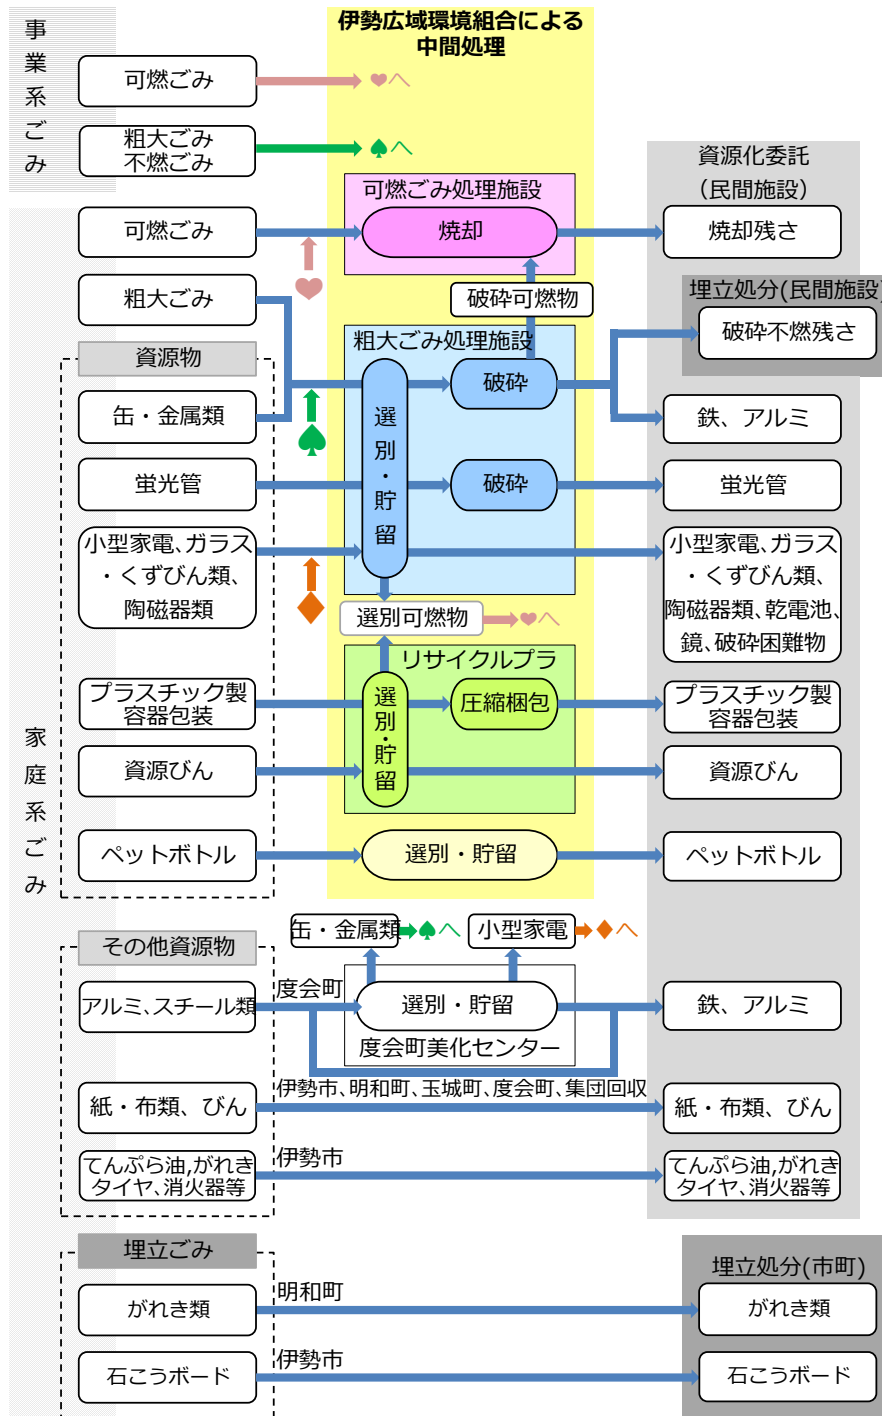 事業系ごみ
伊勢広域環境組合による
中間処理
可燃ごみ
♥へ
粗大ごみ
不燃ごみ
♠へ
資源化委託
（民間施設）
可燃ごみ処理施設
可燃ごみ
焼却
焼却残さ
粗大ごみ
破砕可燃物
埋立処分(民間施設)
破砕不燃残さ
粗大ごみ処理施設
資源物
選別・貯留
破砕
缶・金属類
鉄、アルミ
蛍光管
破砕
蛍光管
小型家電、ガラス
・くずびん類、
陶磁器類
小型家電、ガラス
・くずびん類、
陶磁器類、乾電池、
鏡、破砕困難物
選別可燃物
♥へ
リサイクルプラ
家庭系ごみ
プラスチック製
容器包装
選別・貯留
圧縮梱包
プラスチック製
容器包装
資源びん
資源びん
ペットボトル
選別・貯留
ペットボトル
その他資源物
缶・金属類
♠へ
小型家電
♦へ
アルミ、スチール類
度会町
選別・貯留
度会町美化センター
鉄、アルミ
紙・布類、びん
伊勢市、明和町、玉城町、度会町、集団回収
紙・布類、びん
てんぷら油,がれき
タイヤ、消火器等
伊勢市
てんぷら油,がれき
タイヤ、消火器等
埋立ごみ
埋立処分(市町)
がれき類
明和町
がれき類
石こうボード
伊勢市
石こうボード